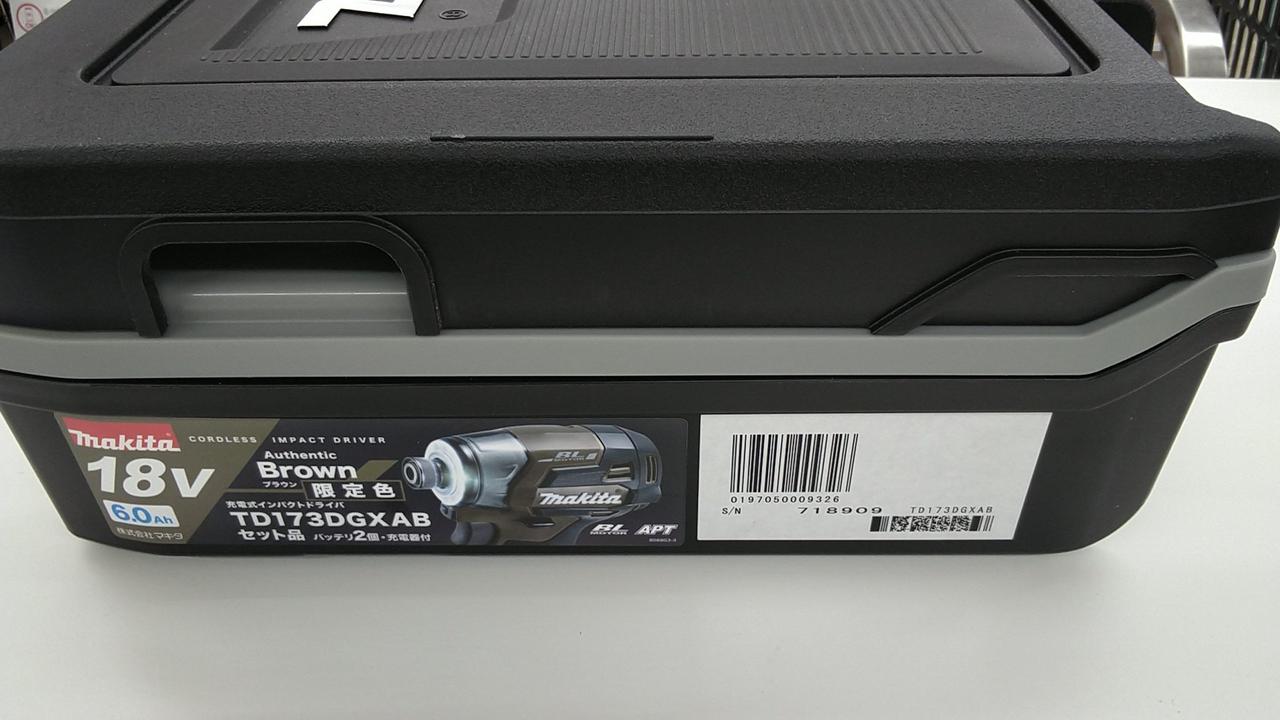 makita CORDLESS IMPACT DRIVER
18V
6.0Ah
株式会社マキタ
Authentic
Brown
ブラウン 限定色
充電式インパクトドライバ
TD173DGXAB
セット品 バッテリ2個・充電器付
BL MOTOR
makita
BL MOTOR APT
0197050009326
S/N 718909 TD173DGXAB